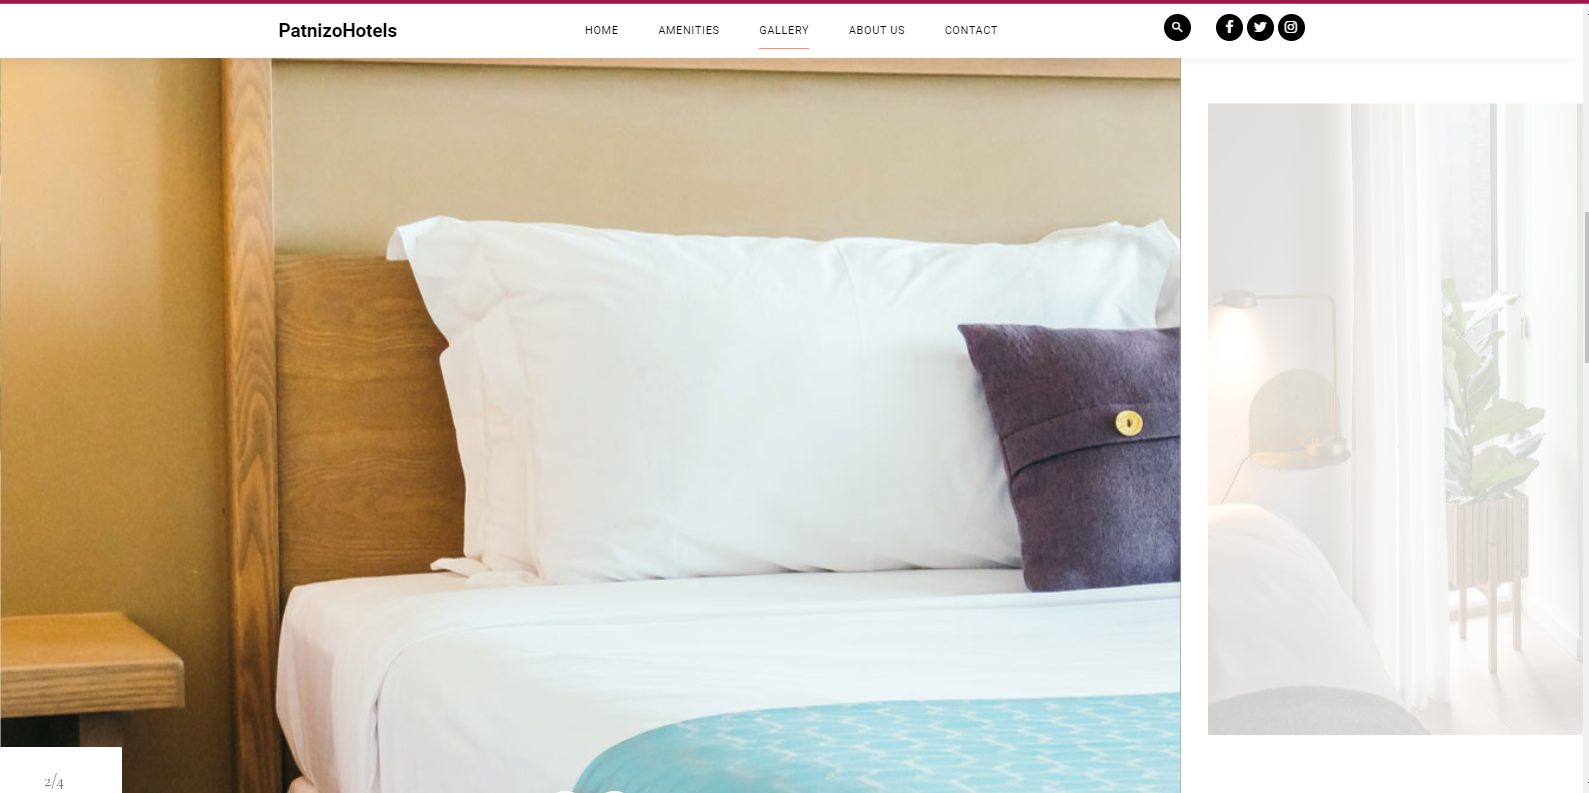 PatnizoHotels
HOME AMENITIES GALLERY ABOUT US CONTACT
2/4